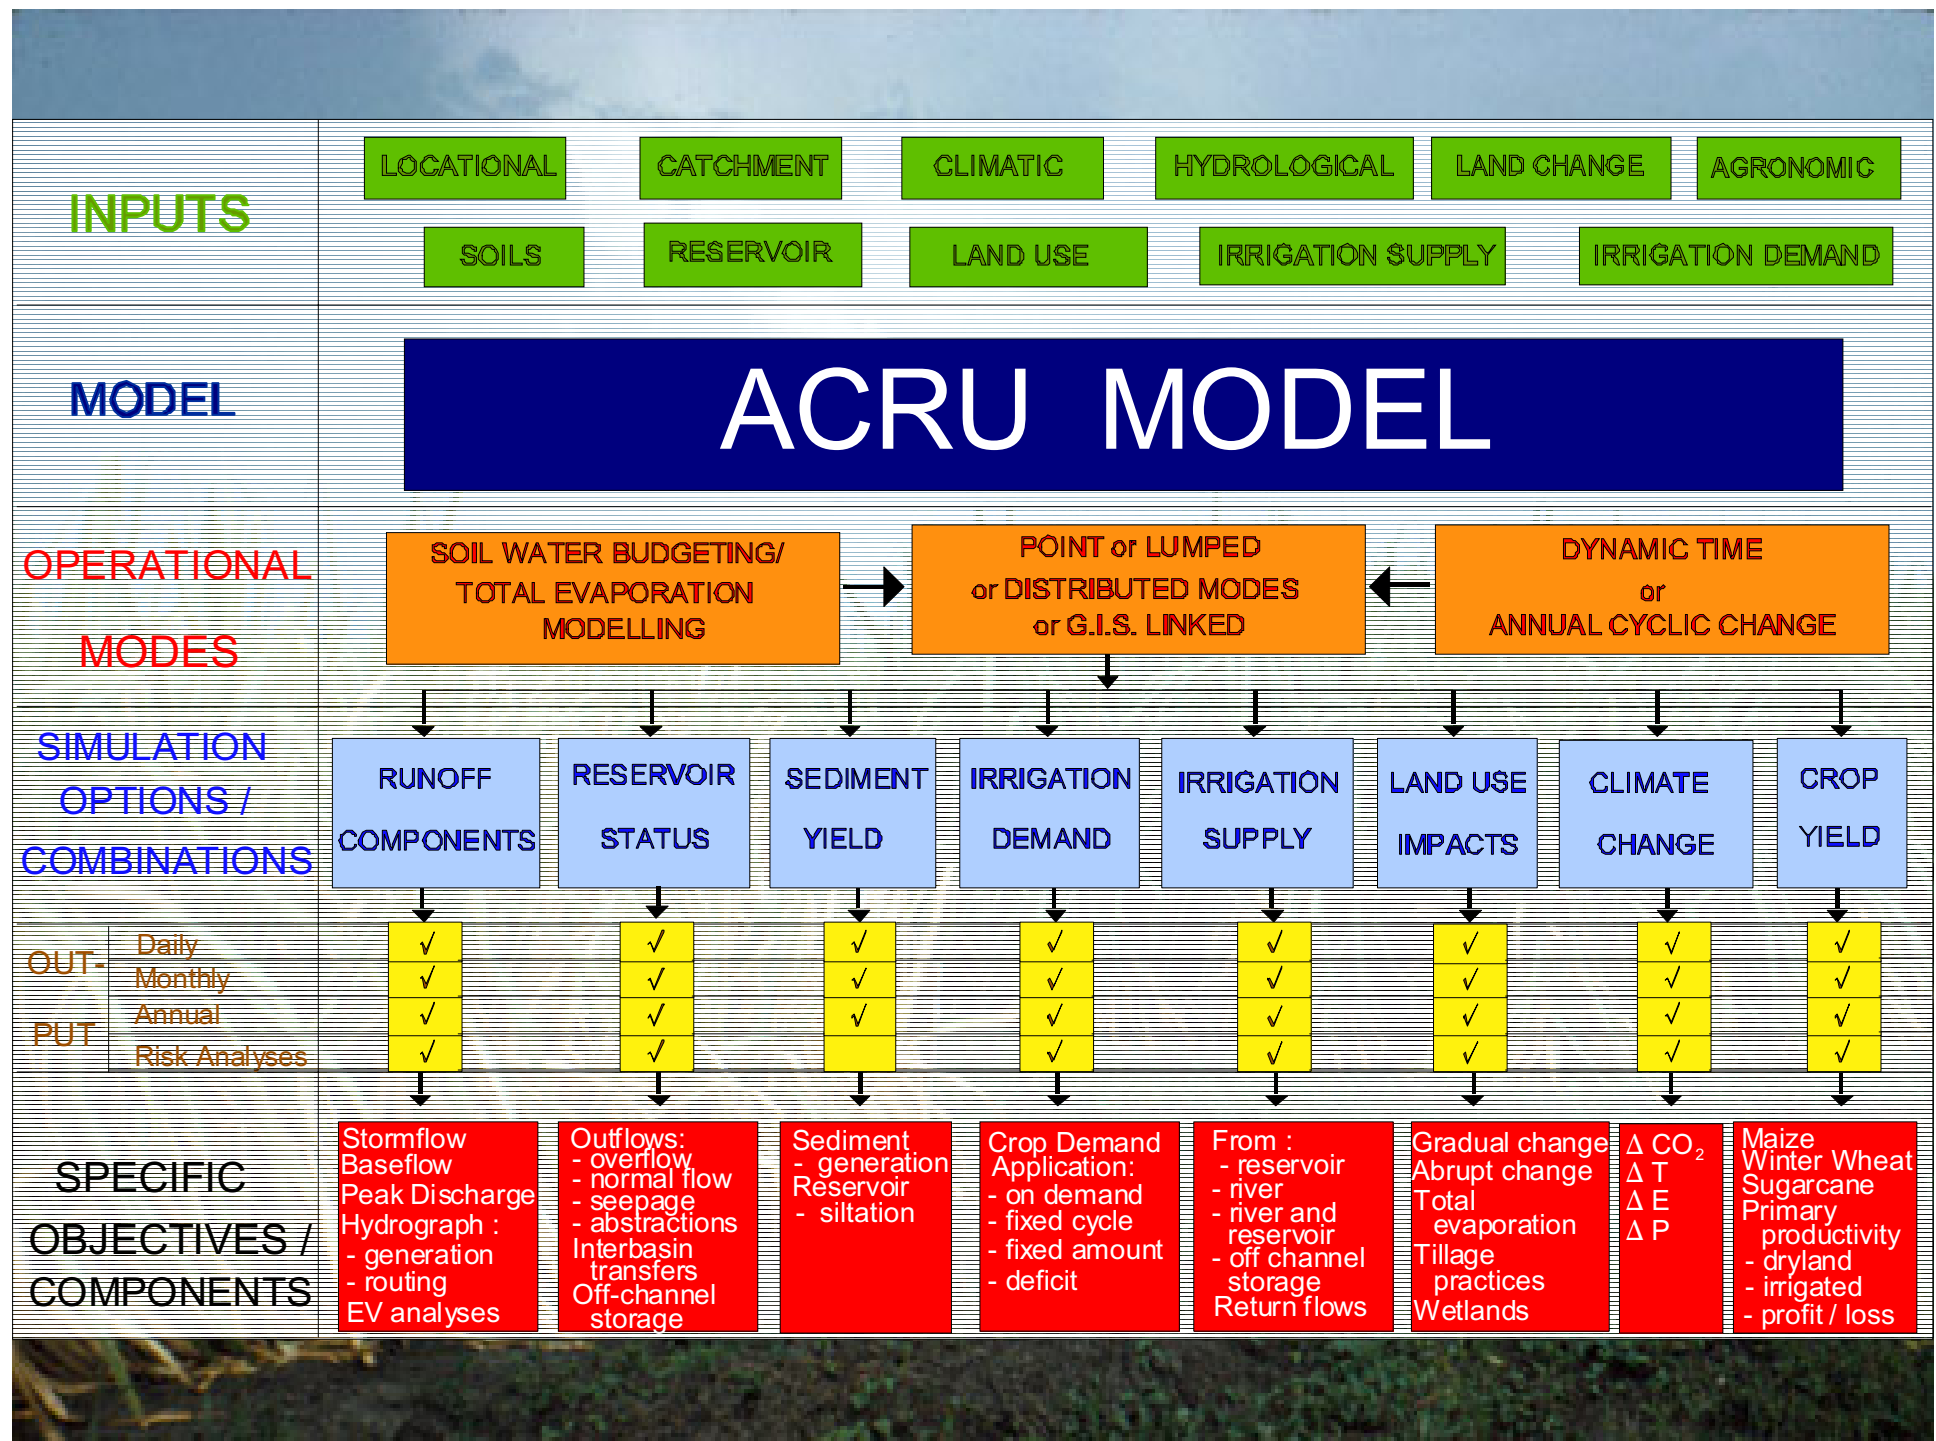 INPUTS
LOCATIONAL
CATCHMENT
CLIMATIC
HYDROLOGICAL
LAND CHANGE
AGRONOMIC
SOILS
RESERVOIR
LAND USE
IRRIGATION SUPPLY
IRRIGATION DEMAND
MODEL
ACRU MODEL
OPERATIONAL
MODES
SOIL WATER BUDGETING/
TOTAL EVAPORATION
MODELLING
POINT or LUMPED
or DISTRIBUTED MODES
or G.I.S. LINKED
DYNAMIC TIME
or
ANNUAL CYCLIC CHANGE
SIMULATION
OPTIONS /
COMBINATIONS
RUNOFF
COMPONENTS
RESERVOIR
STATUS
SEDIMENT
YIELD
IRRIGATION
DEMAND
IRRIGATION
SUPPLY
LAND USE
IMPACTS
CLIMATE
CHANGE
CROP
YIELD
OUT-
PUT
Daily
√ √ √ √ √ √ √ √
Monthly
√ √ √ √ √ √ √ √
Annual
√ √ √ √ √ √ √ √
Risk Analyses
√ √ √ √ √ √ √
SPECIFIC
OBJECTIVES /
COMPONENTS
Stormflow
Baseflow
Peak Discharge
Hydrograph :
- generation
- routing
EV analyses
Outflows:
- overflow
- normal flow
- seepage
- abstractions
Interbasin
transfers
Off-channel
storage
Sediment
- generation
Reservoir
- siltation
Crop Demand
Application:
- on demand
- fixed cycle
- fixed amount
- deficit
From :
- reservoir
- river
- river and
reservoir
- off channel
storage
Return flows
Gradual change
Abrupt change
Total
evaporation
Tillage
practices
Wetlands
Δ CO2
Δ T
Δ E
Δ P
Maize
Winter Wheat
Sugarcane
Primary
productivity
- dryland
- irrigated
- profit / loss